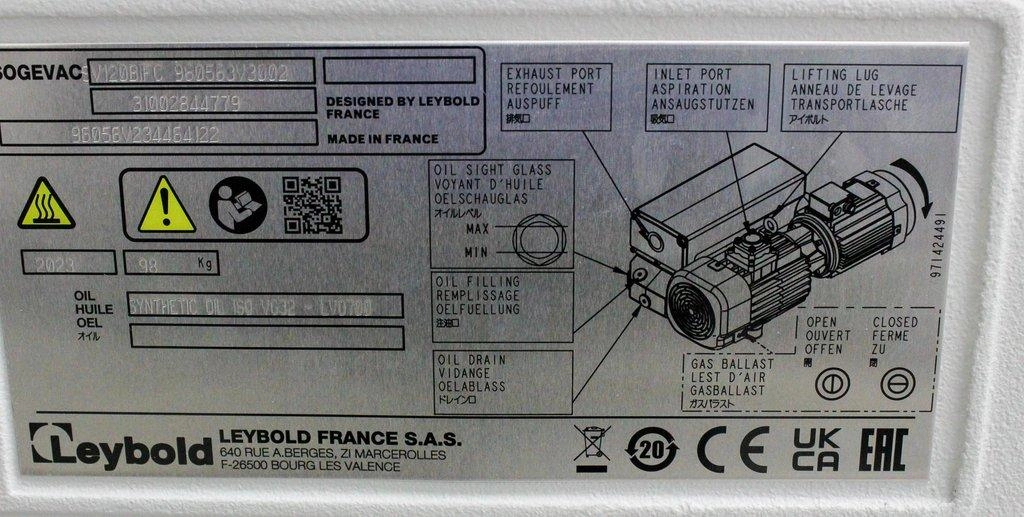 SOGEVAC SV120BIFC 960563V3002
31002844779
DESIGNED BY LEYBOLD
FRANCE
96058V234464122
MADE IN FRANCE
2023
98 Kg
OIL
HUILE
OEL
オイル
SYNTHETIC OIL ISO VG32 - LVO700
EXHAUST PORT
REFOULEMENT
AUSPUFF
排気口
INLET PORT
ASPIRATION
ANSAUGSTUTZEN
吸気口
LIFTING LUG
ANNEAU DE LEVAGE
TRANSPORTLASCHE
アイボルト
OIL SIGHT GLASS
VOYANT D'HUILE
OELSCHAUGLAS
オイルレベル
MAX
MIN
OIL FILLING
REMPLISSAGE
OELFUELLUNG
注油口
OIL DRAIN
VIDANGE
OELABLASS
ドレイン口
971424491
GAS BALLAST
LEST D'AIR
GASBALLAST
ガスバラスト
OPEN
OUVERT
OFFEN
開
CLOSED
FERME
ZU
閉
Leybold
LEYBOLD FRANCE S.A.S.
640 RUE A.BERGES, ZI MARCEROLLES
F-26500 BOURG LES VALENCE
20
CE
UK
CA
EAC